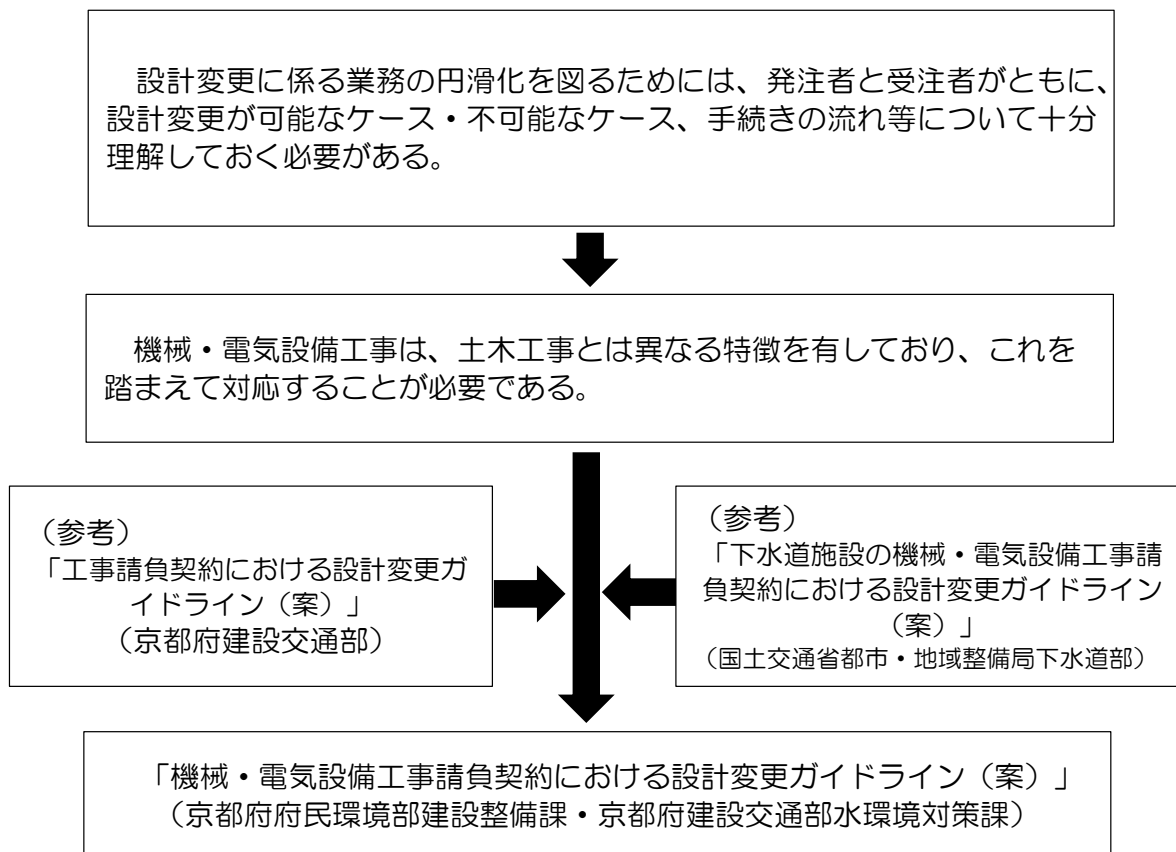 設計変更に係る業務の円滑化を図るためには、発注者と受注者がともに、
設計変更が可能なケース・不可能なケース、手続きの流れ等について十分
理解しておく必要がある。
機械・電気設備工事は、土木工事とは異なる特徴を有しており、これを
踏まえて対応することが必要である。
（参考）
「工事請負契約における設計変更ガ
イドライン（案）」
（京都府建設交通部）
（参考）
「下水道施設の機械・電気設備工事請
負契約における設計変更ガイドライン
（案）」
（国土交通省都市・地域整備局下水道部）
「機械・電気設備工事請負契約における設計変更ガイドライン（案）」
（京都府府民環境部建設整備課・京都府建設交通部水環境対策課）